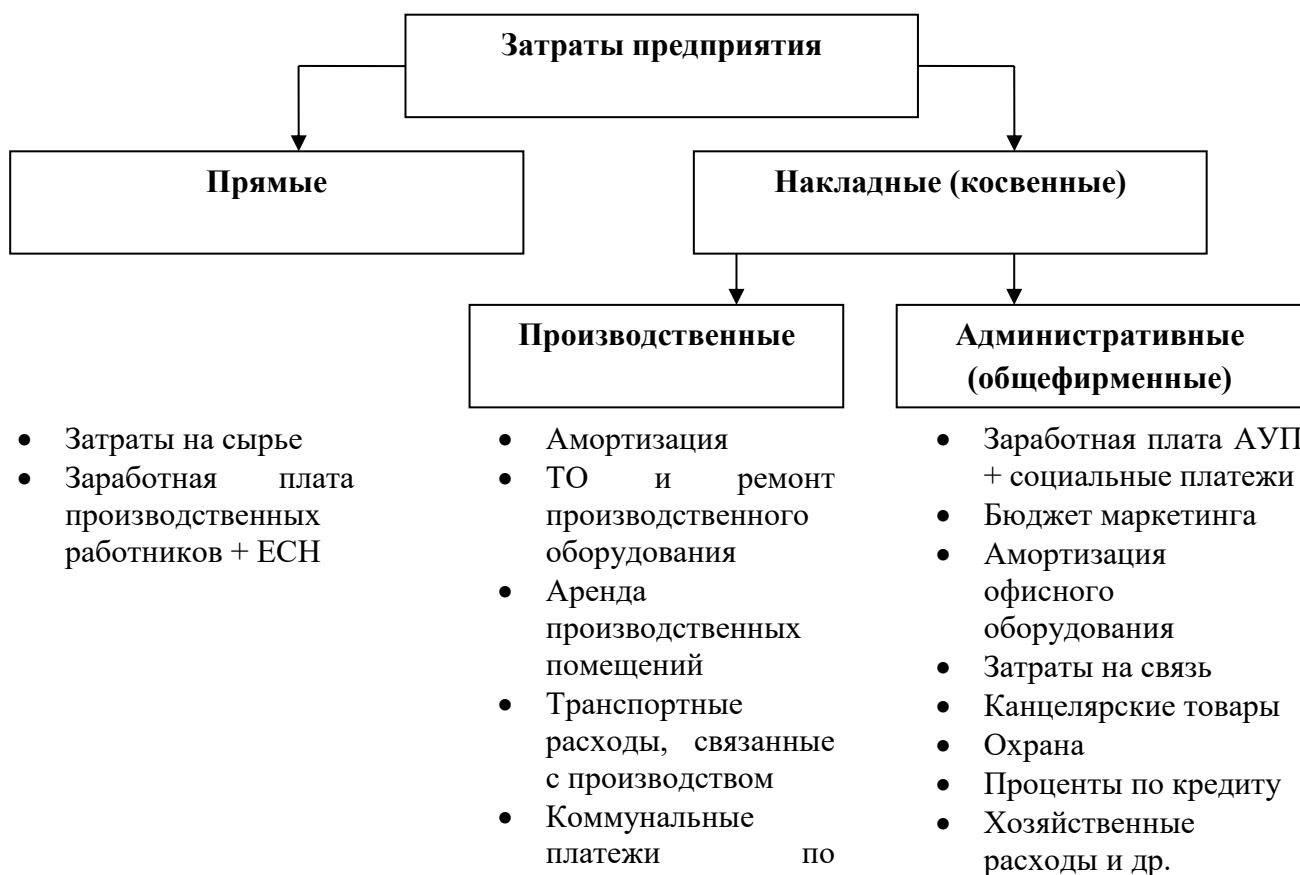 Затраты предприятия
Прямые
Накладные (косвенные)
Производственные
Административные
(общефирменные)
• Затраты на сырье
• Заработная плата
производственных
работников + ЕСН
• Амортизация
• ТО и ремонт
производственного
оборудования
• Аренда
производственных
помещений
• Транспортные
расходы, связанные
с производством
• Коммунальные
платежи по
• Заработная плата АУП
+ социальные платежи
• Бюджет маркетинга
• Амортизация
офисного
оборудования
• Затраты на связь
• Канцелярские товары
• Охрана
• Проценты по кредиту
• Хозяйственные
расходы и др.